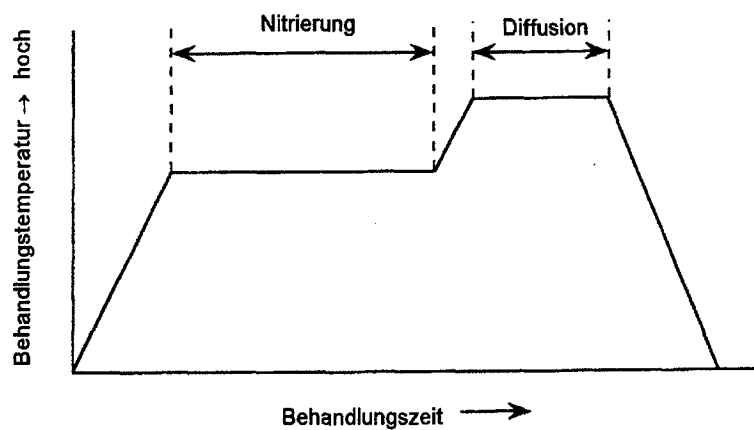 Nitrierung
Diffusion
Behandlungstemperatur → hoch
Behandlungszeit →